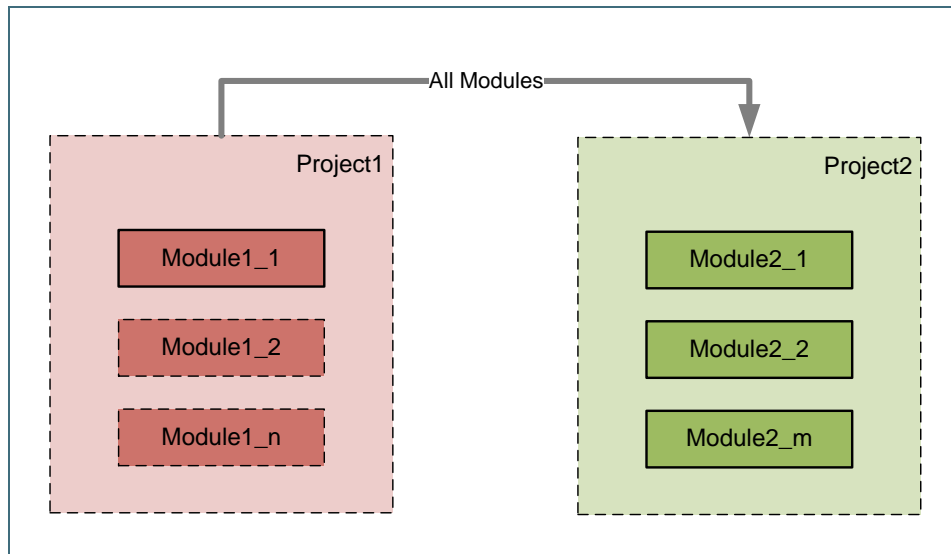 All Modules
Project1
Project2
Module1_1
Module2_1
Module1_2
Module2_2
Module1_n
Module2_m